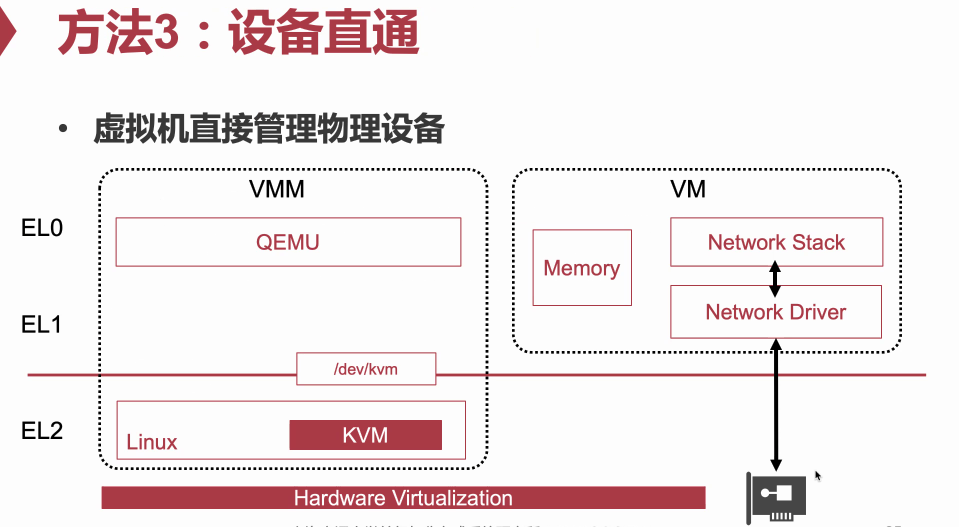 方法3：设备直通
• 虚拟机直接管理物理设备
VMM
VM
EL0
QEMU
Network Stack
Memory
Network Driver
EL1
/dev/kvm
EL2
Linux
KVM
Hardware Virtualization